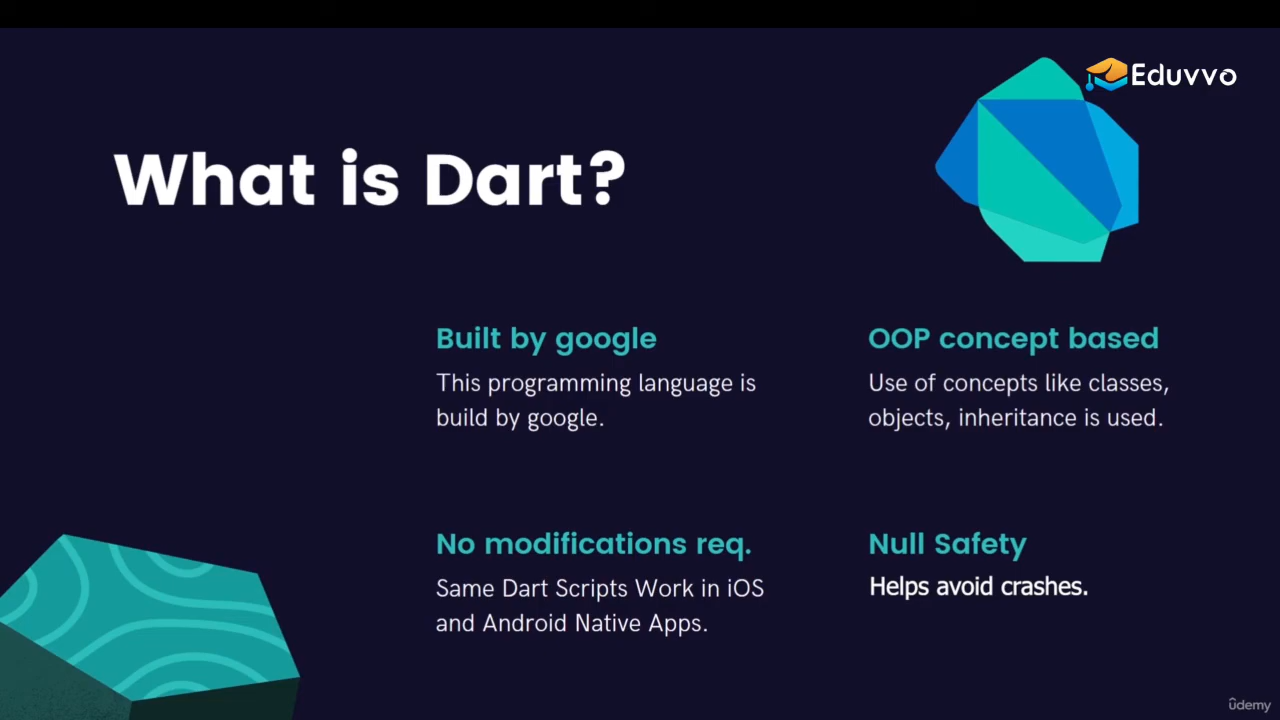 Eduvvo
What is Dart?
Built by google
This programming language is
build by google.
OOP concept based
Use of concepts like classes,
objects, inheritance is used.
No modifications req.
Same Dart Scripts Work in iOS
and Android Native Apps.
Null Safety
Helps avoid crashes.
ûdemy